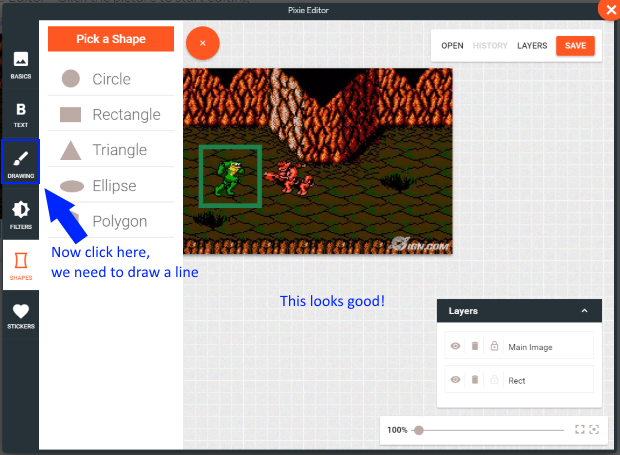 Pixie Editor
Pick a Shape
OPEN HISTORY LAYERS SAVE
BASICS
TEXT
DRAWING
FILTERS
SHAPES
STICKERS
Circle
Rectangle
Triangle
Ellipse
Polygon
Now click here,
we need to draw a line
IGN.COM
This looks good!
Layers
Main Image
Rect
100%